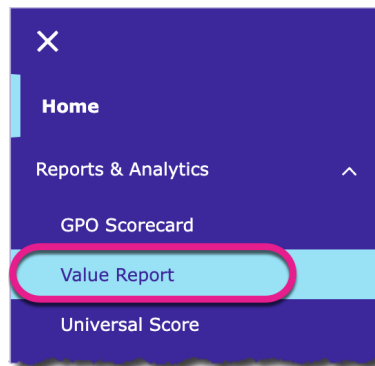 Home
Reports & Analytics
GPO Scorecard
Value Report
Universal Score